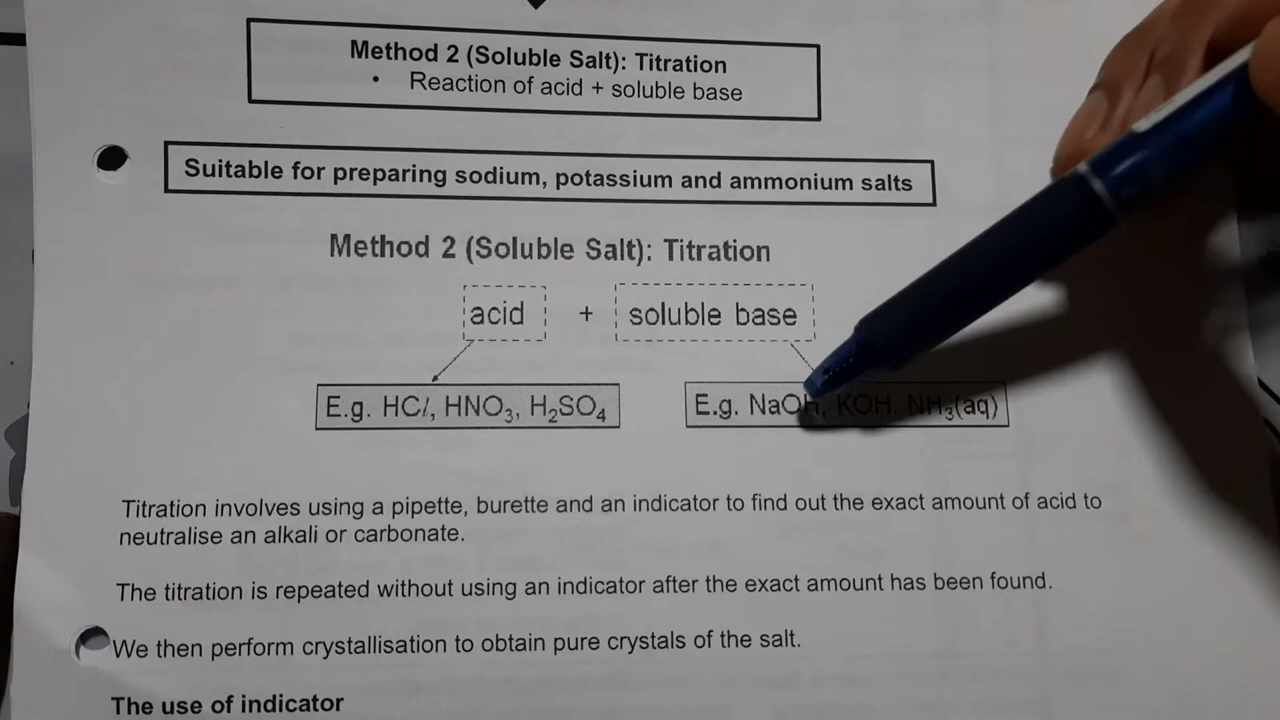 Method 2 (Soluble Salt): Titration
• Reaction of acid + soluble base
Suitable for preparing sodium, potassium and ammonium salts
Method 2 (Soluble Salt): Titration
acid + soluble base
E.g. HCl, HNO₃, H₂SO₄ E.g. NaOH, KOH, NH₃(aq)
Titration involves using a pipette, burette and an indicator to find out the exact amount of acid to
neutralise an alkali or carbonate.
The titration is repeated without using an indicator after the exact amount has been found.
We then perform crystallisation to obtain pure crystals of the salt.
The use of indicator